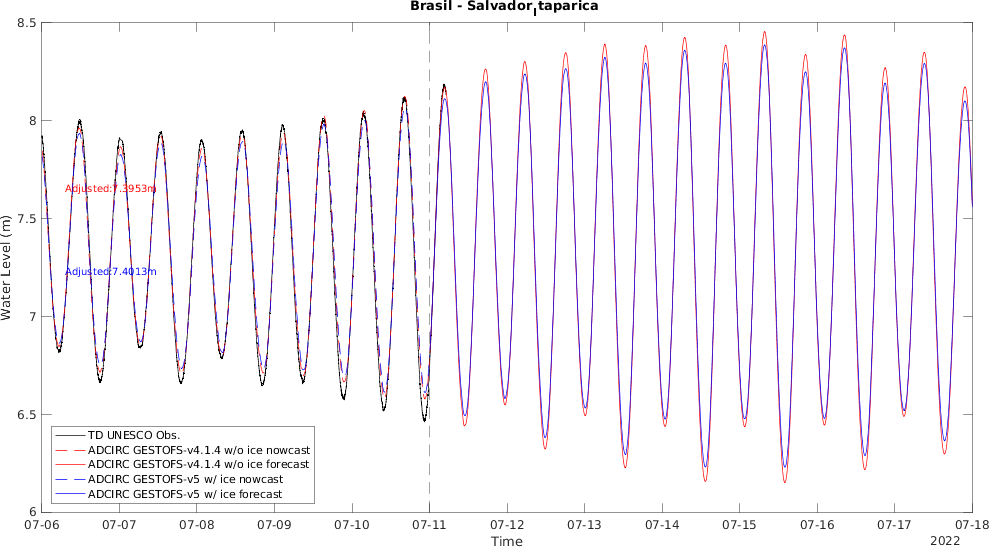 Brasil - Salvador_Itaparica
8.5
8
7.5
7
6.5
6
Water Level (m)
Adjusted:7.3953m
Adjusted:7.4013m
TD UNESCO Obs.
ADCIRC GESTOFS-v4.1.4 w/o ice nowcast
ADCIRC GESTOFS-v4.1.4 w/o ice forecast
ADCIRC GESTOFS-v5 w/ ice nowcast
ADCIRC GESTOFS-v5 w/ ice forecast
07-06 07-07 07-08 07-09 07-10 07-11 07-12 07-13 07-14 07-15 07-16 07-17 07-18
Time
2022